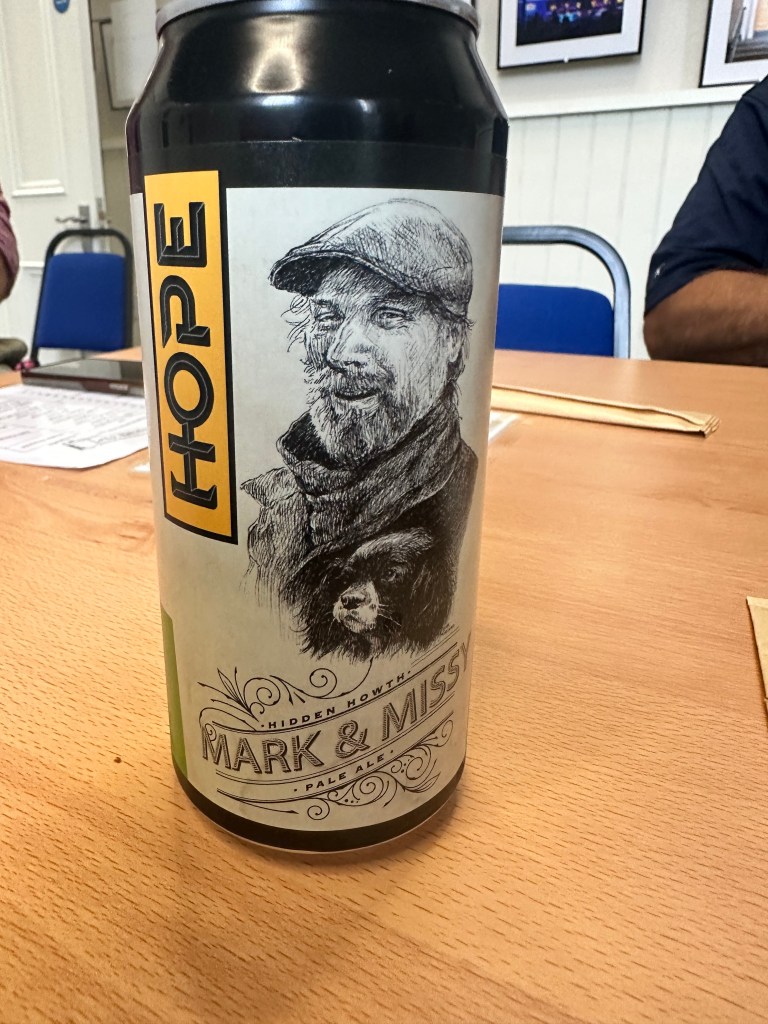 HOPE
·HIDDEN HOWTH·
MARK & MISSY
·PALE ALE·